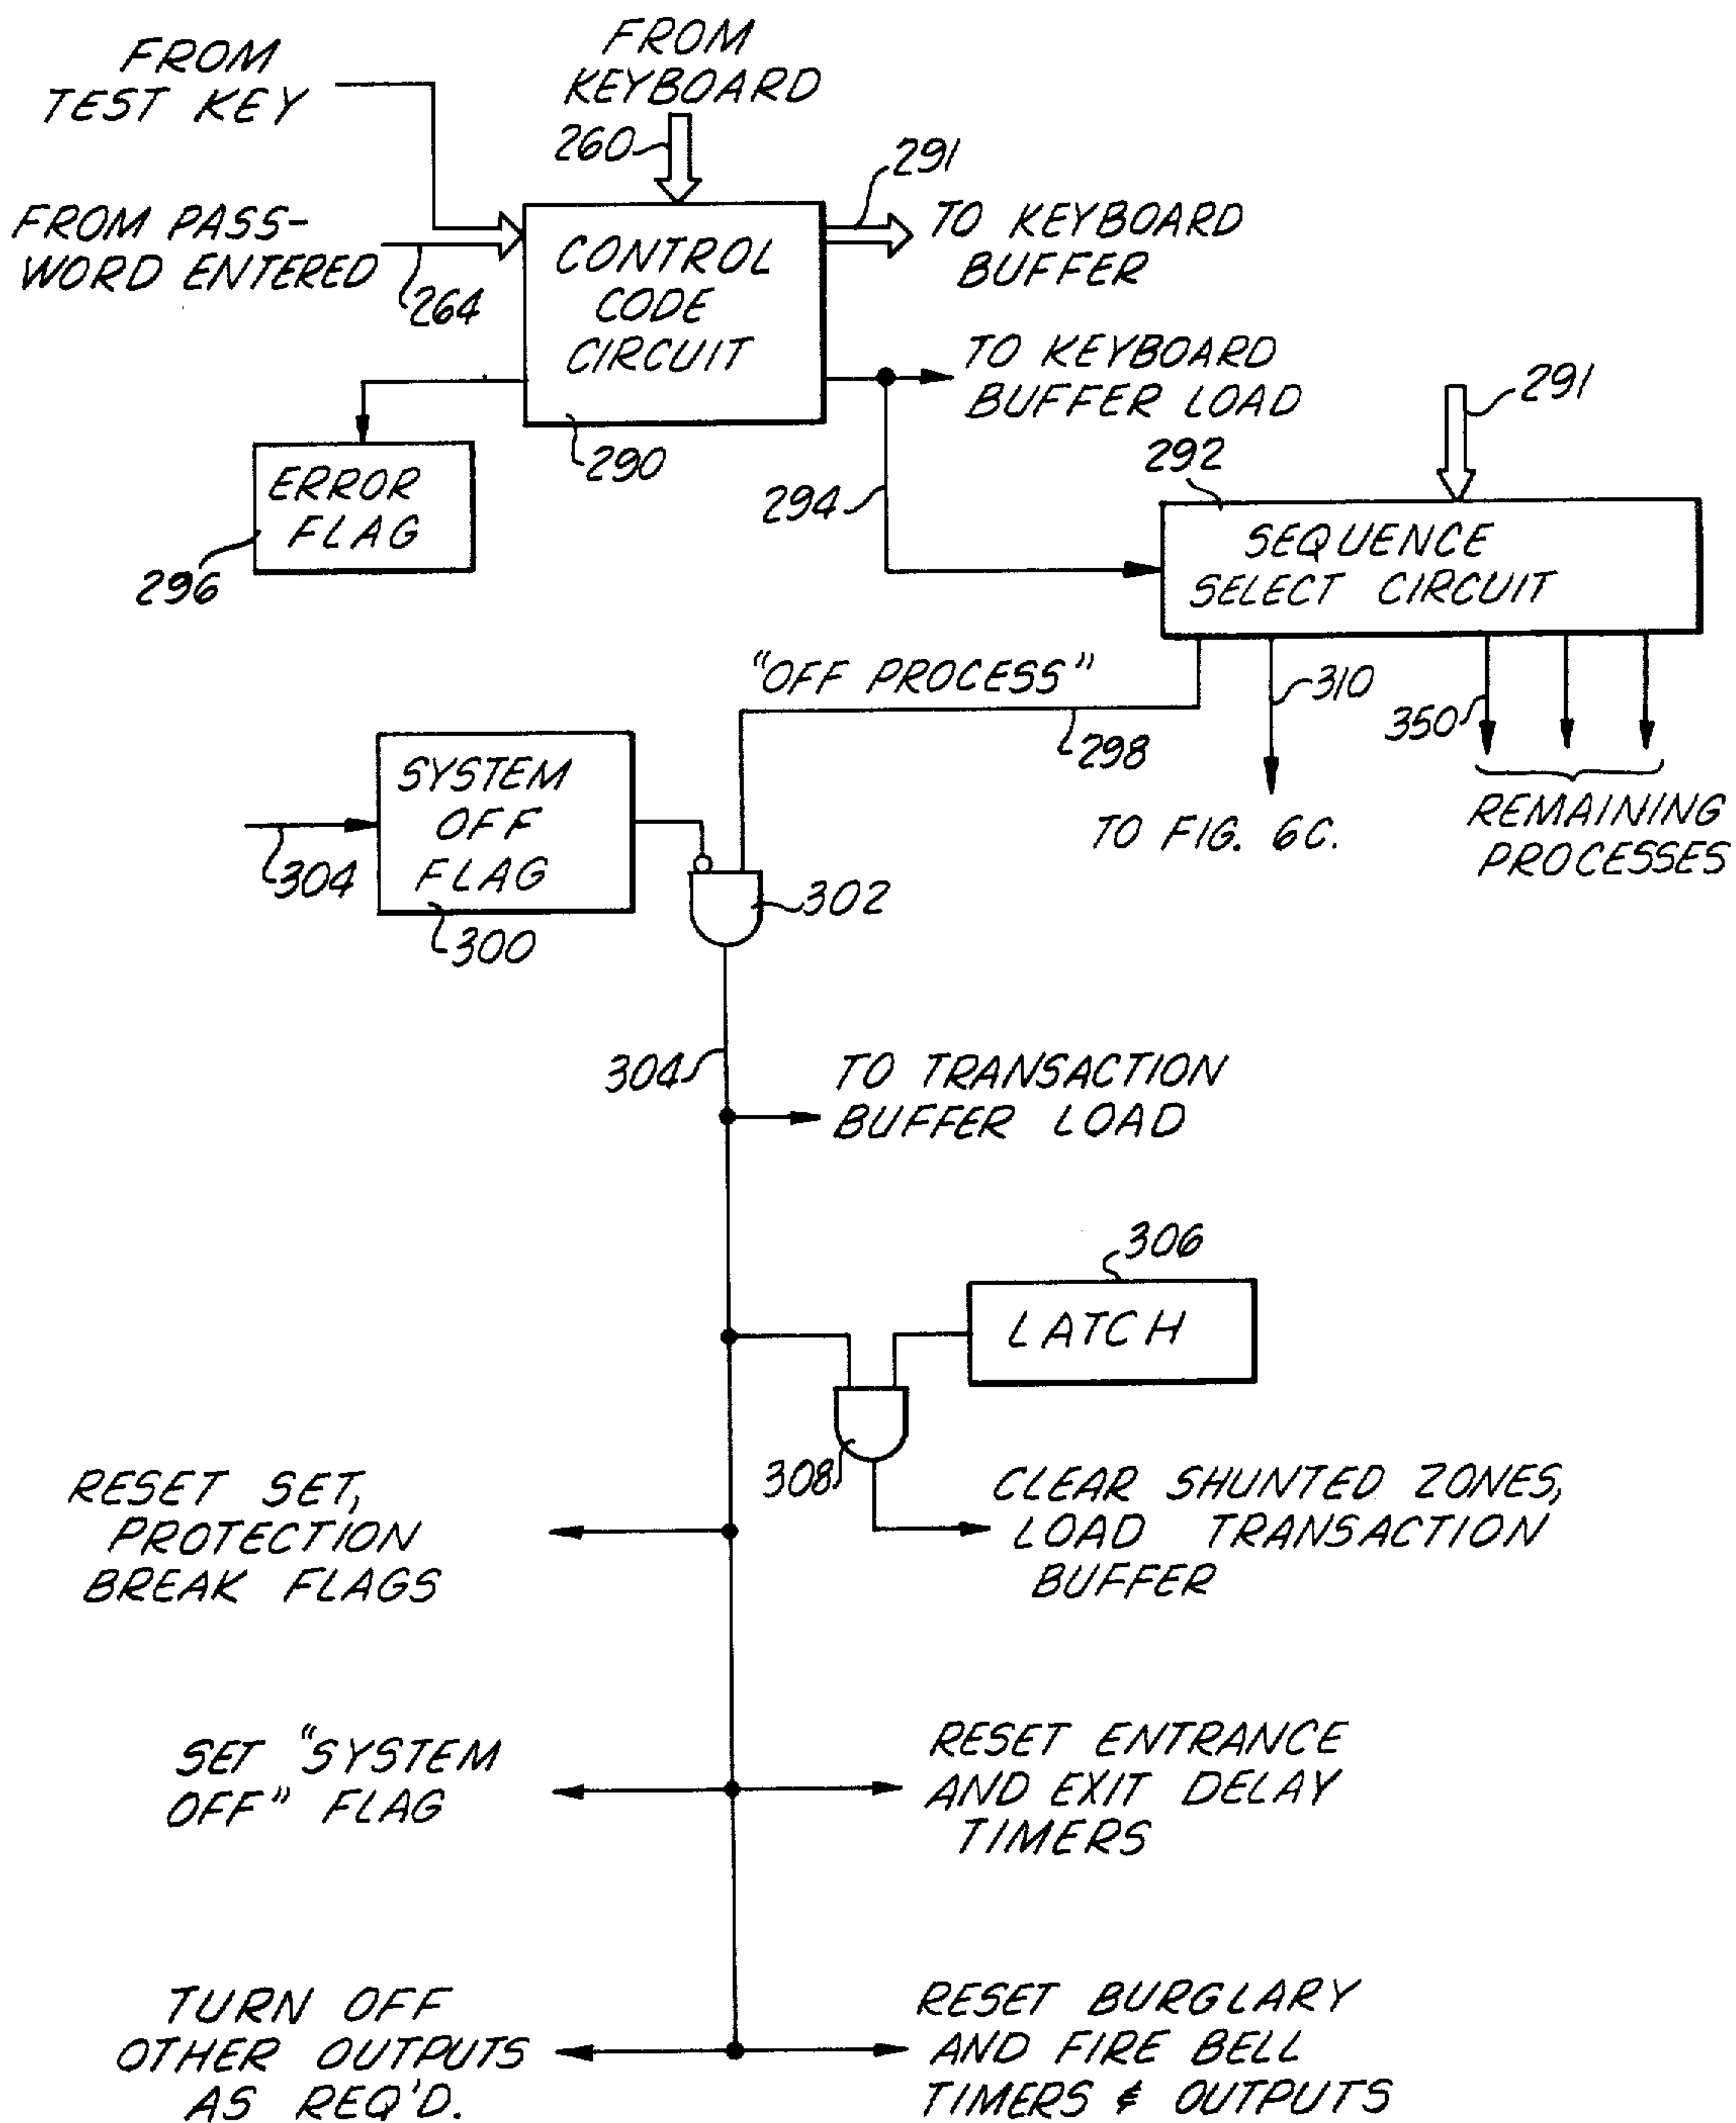 FROM
TEST KEY
FROM
KEYBOARD
260
291
FROM PASS-
WORD ENTERED
264
CONTROL
CODE
CIRCUIT
290
TO KEYBOARD
BUFFER
TO KEYBOARD
BUFFER LOAD
294
291
292
ERROR
FLAG
296
SEQUENCE
SELECT CIRCUIT
"OFF PROCESS"
298
310
350
TO FIG. 6C.
REMAINING
PROCESSES
SYSTEM
OFF
FLAG
304
300
302
304
TO TRANSACTION
BUFFER LOAD
306
LATCH
308
CLEAR SHUNTED ZONES,
LOAD TRANSACTION
BUFFER
RESET SET,
PROTECTION
BREAK FLAGS
SET "SYSTEM
OFF" FLAG
RESET ENTRANCE
AND EXIT DELAY
TIMERS
TURN OFF
OTHER OUTPUTS
AS REQ'D.
RESET BURGLARY
AND FIRE BELL
TIMERS & OUTPUTS